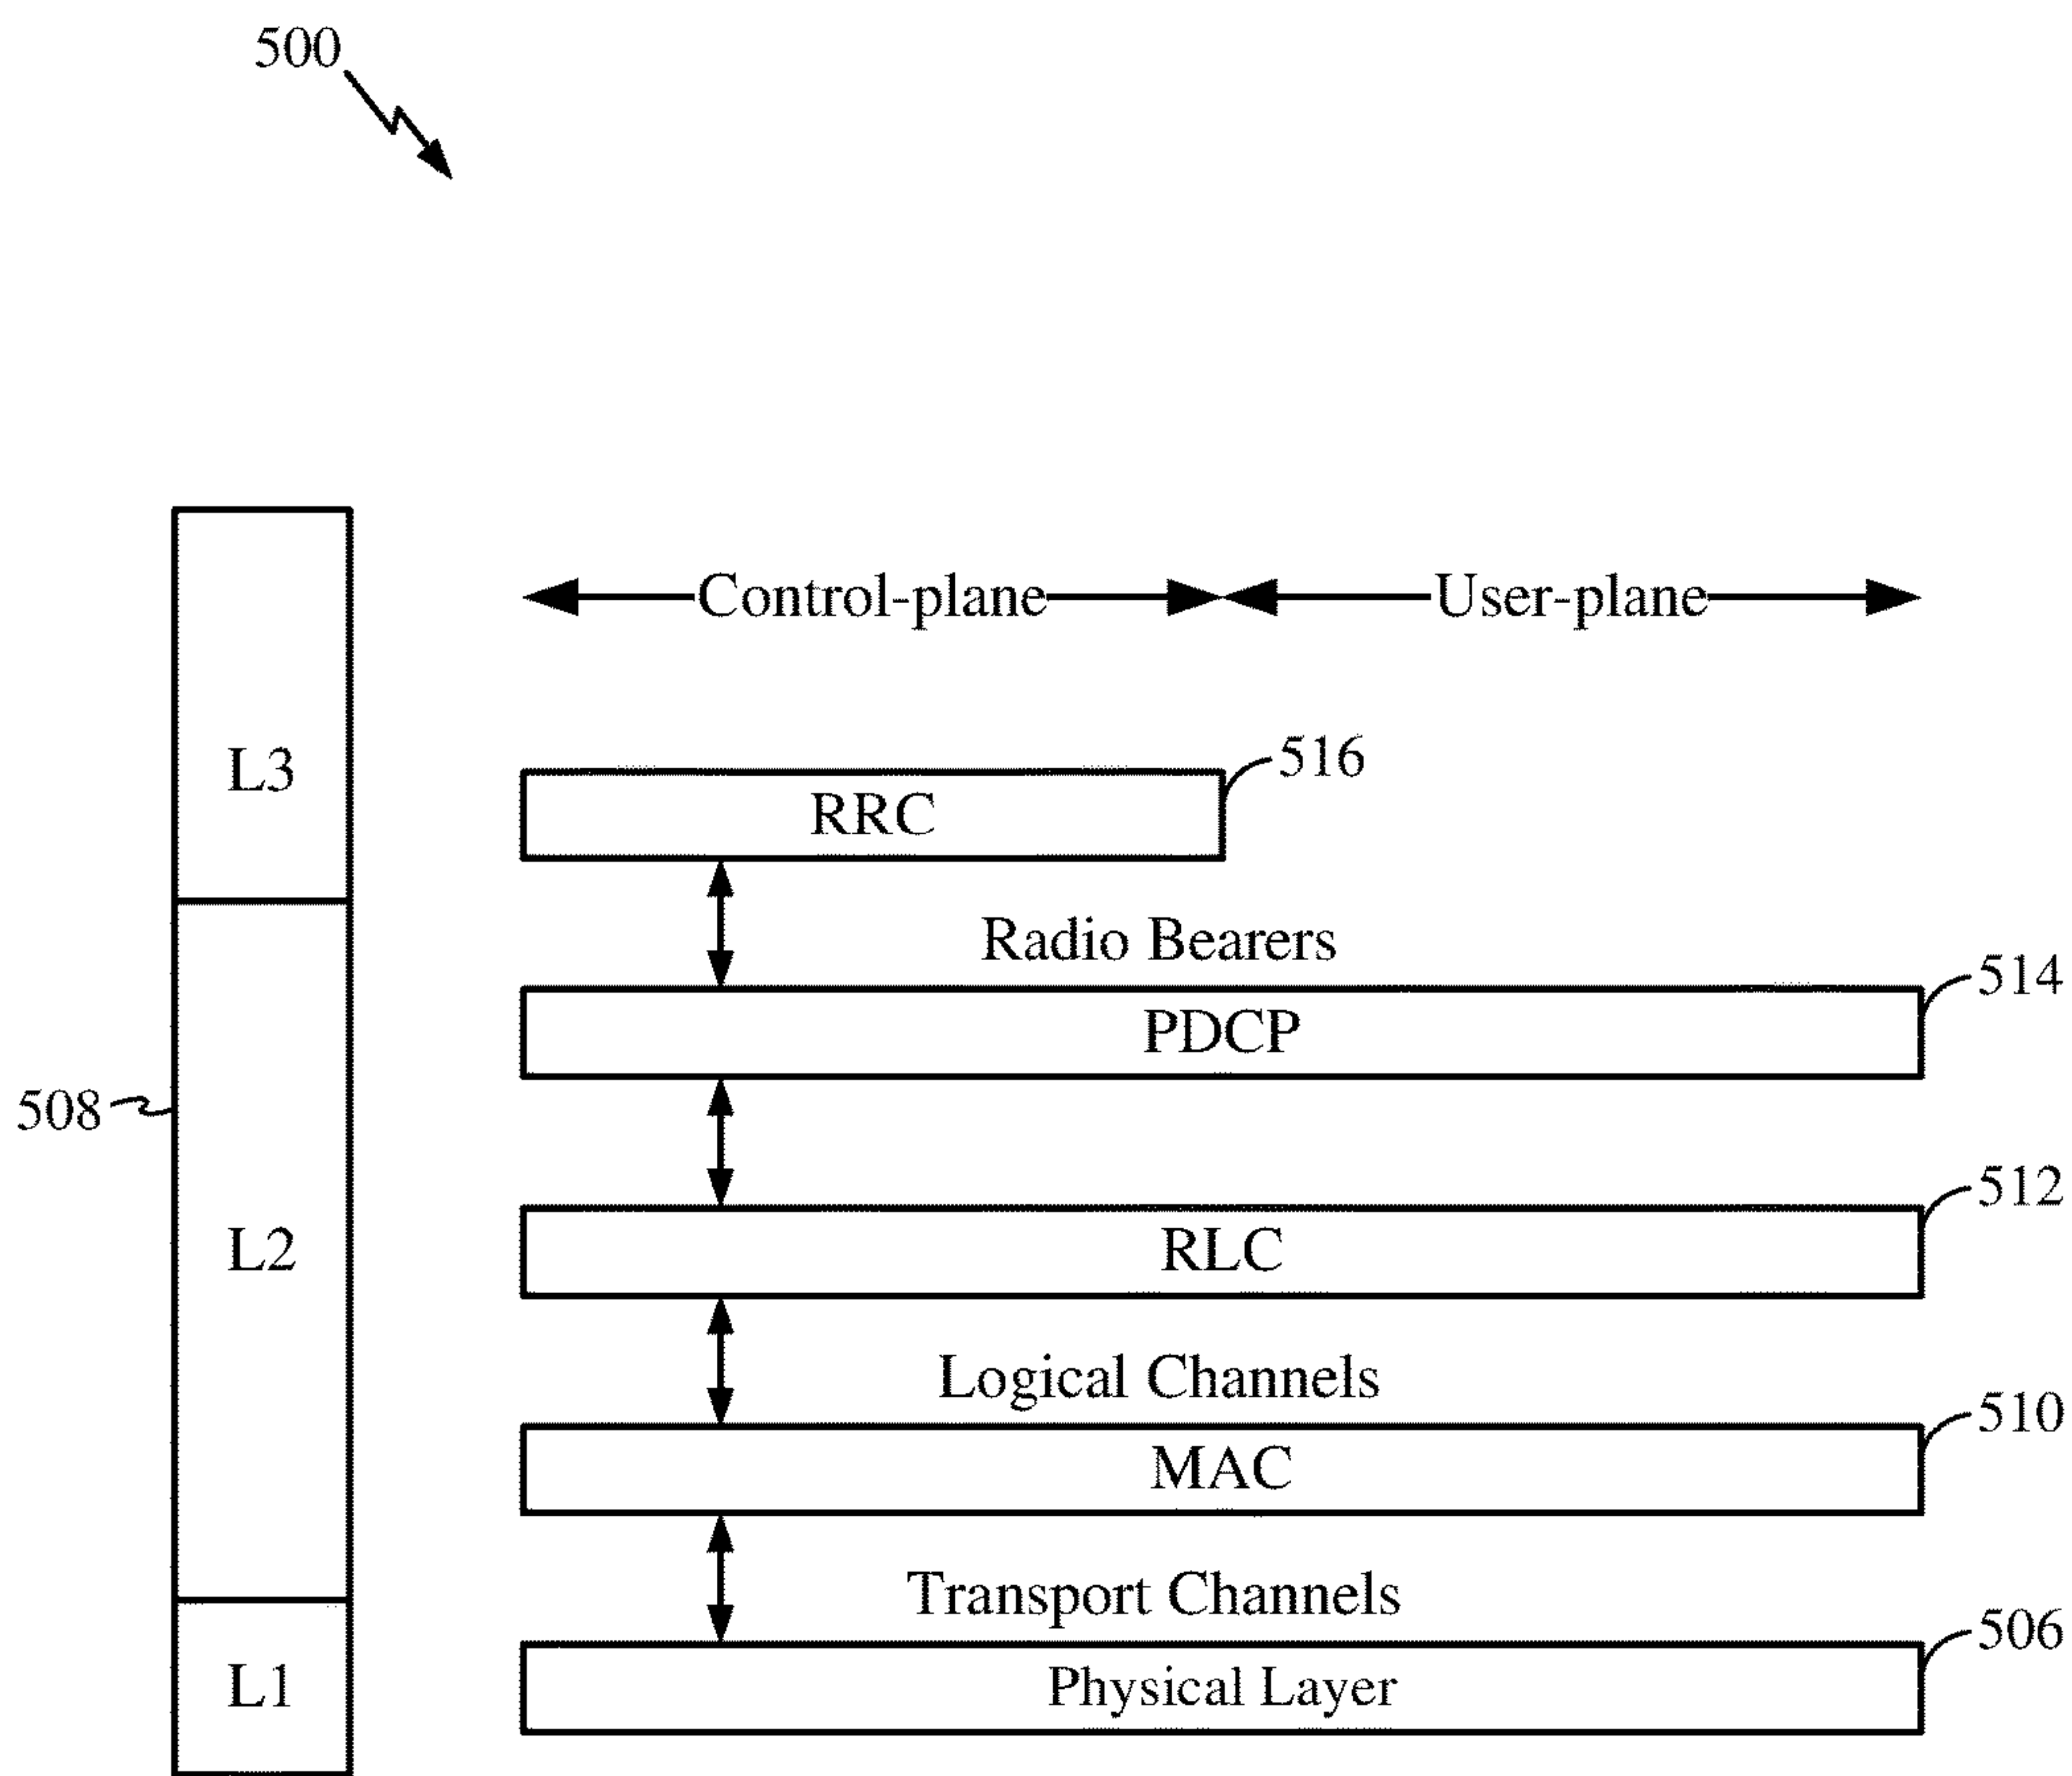 500
Control-plane User-plane
L3
516
RRC
Radio Bearers
514
PDCP
508
512
L2
RLC
Logical Channels
510
MAC
Transport Channels
506
L1
Physical Layer